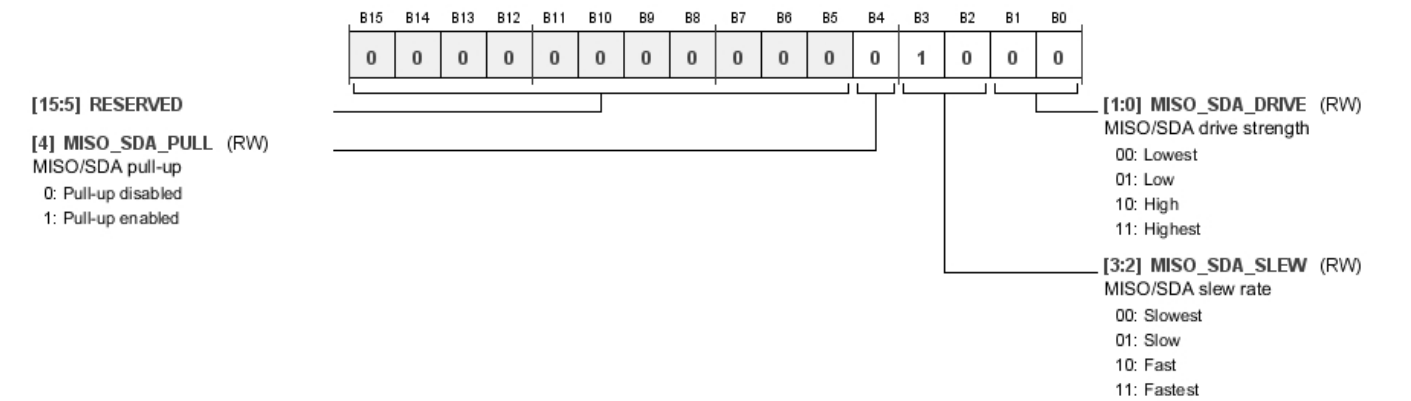 B15 B14 B13 B12 B11 B10 B9 B8 B7 B6 B5 B4 B3 B2 B1 B0
0 0 0 0 0 0 0 0 0 0 0 0 1 0 0 0
[15:5] RESERVED
[4] MISO_SDA_PULL (RW)
MISO/SDA pull-up
0: Pull-up disabled
1: Pull-up enabled
[1:0] MISO_SDA_DRIVE (RW)
MISO/SDA drive strength
00: Lowest
01: Low
10: High
11: Highest
[3:2] MISO_SDA_SLEW (RW)
MISO/SDA slew rate
00: Slowest
01: Slow
10: Fast
11: Fastest